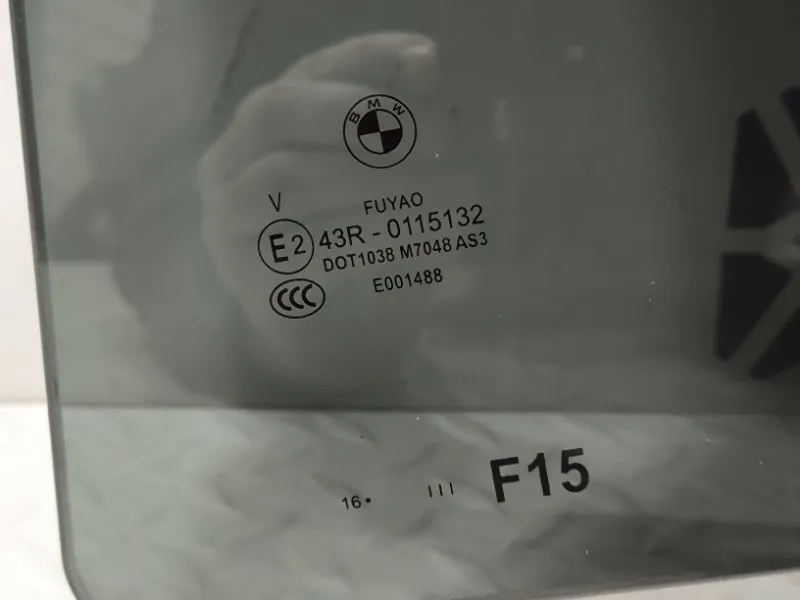 BMW
V
FUYAO
E2 43R - 0115132
DOT1038 M7048 AS3
CCC E001488
16• III F15